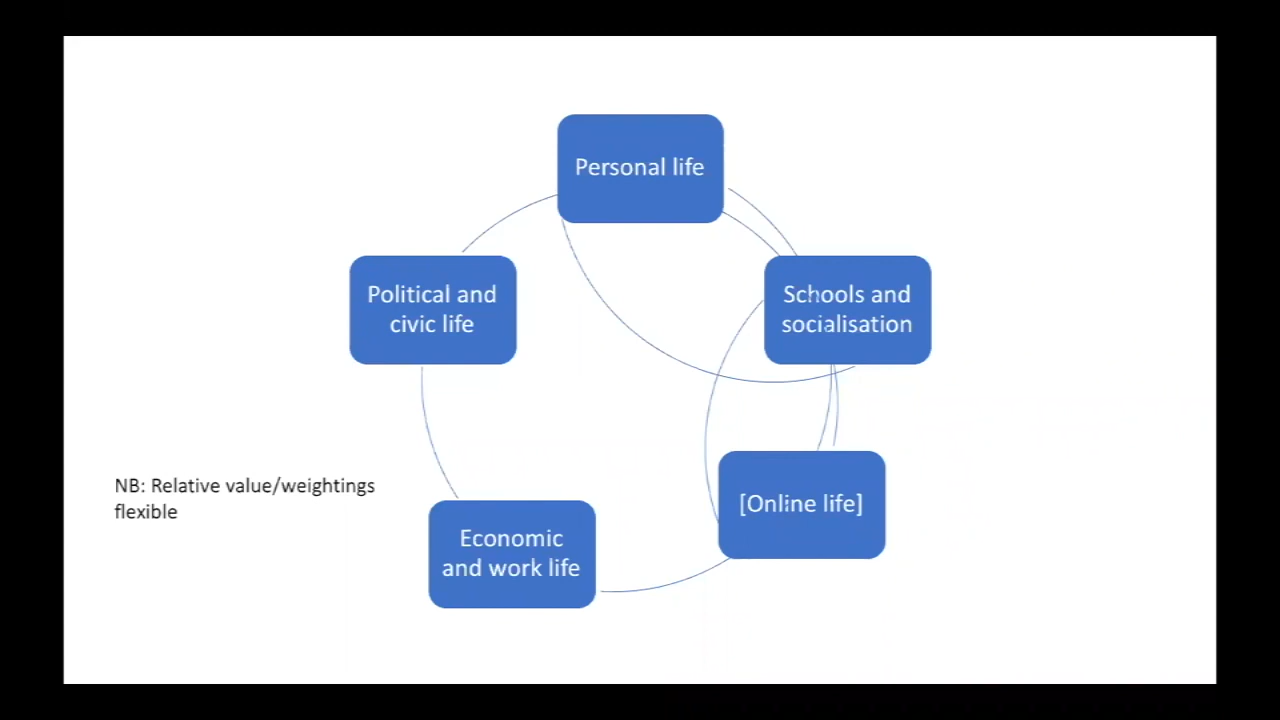 Personal life
Political and
civic life
Schools and
socialisation
NB: Relative value/weightings
flexible
[Online life]
Economic
and work life